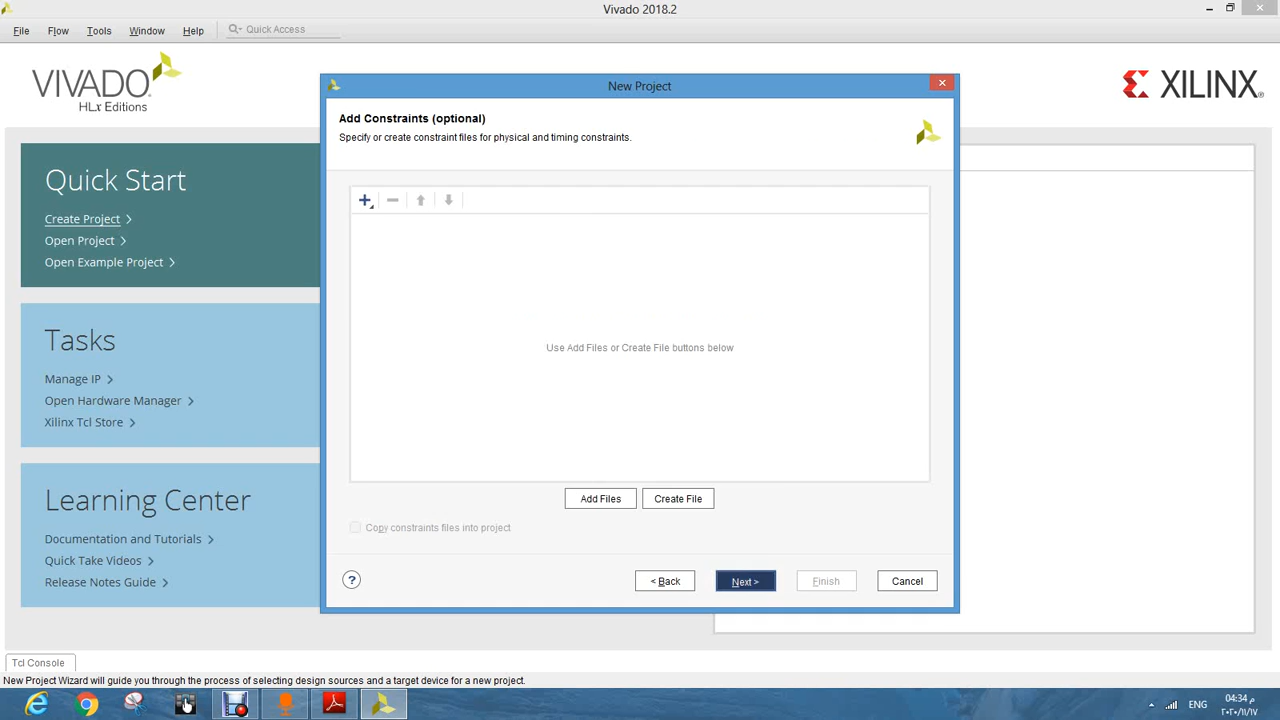 Vivado 2018.2
File Flow Tools Window Help Quick Access
VIVADO.
HLx Editions
XILINX®
New Project
Add Constraints (optional)
Specify or create constraint files for physical and timing constraints.
Quick Start
Create Project >
Open Project >
Open Example Project >
Tasks
Manage IP >
Open Hardware Manager >
Xilinx Tcl Store >
Learning Center
Documentation and Tutorials >
Quick Take Videos >
Release Notes Guide >
Use Add Files or Create File buttons below
Add Files Create File
Copy constraints files into project
? < Back Next > Finish Cancel
Tcl Console
New Project Wizard will guide you through the process of selecting design sources and a target device for a new project.
ENG
04:34 م